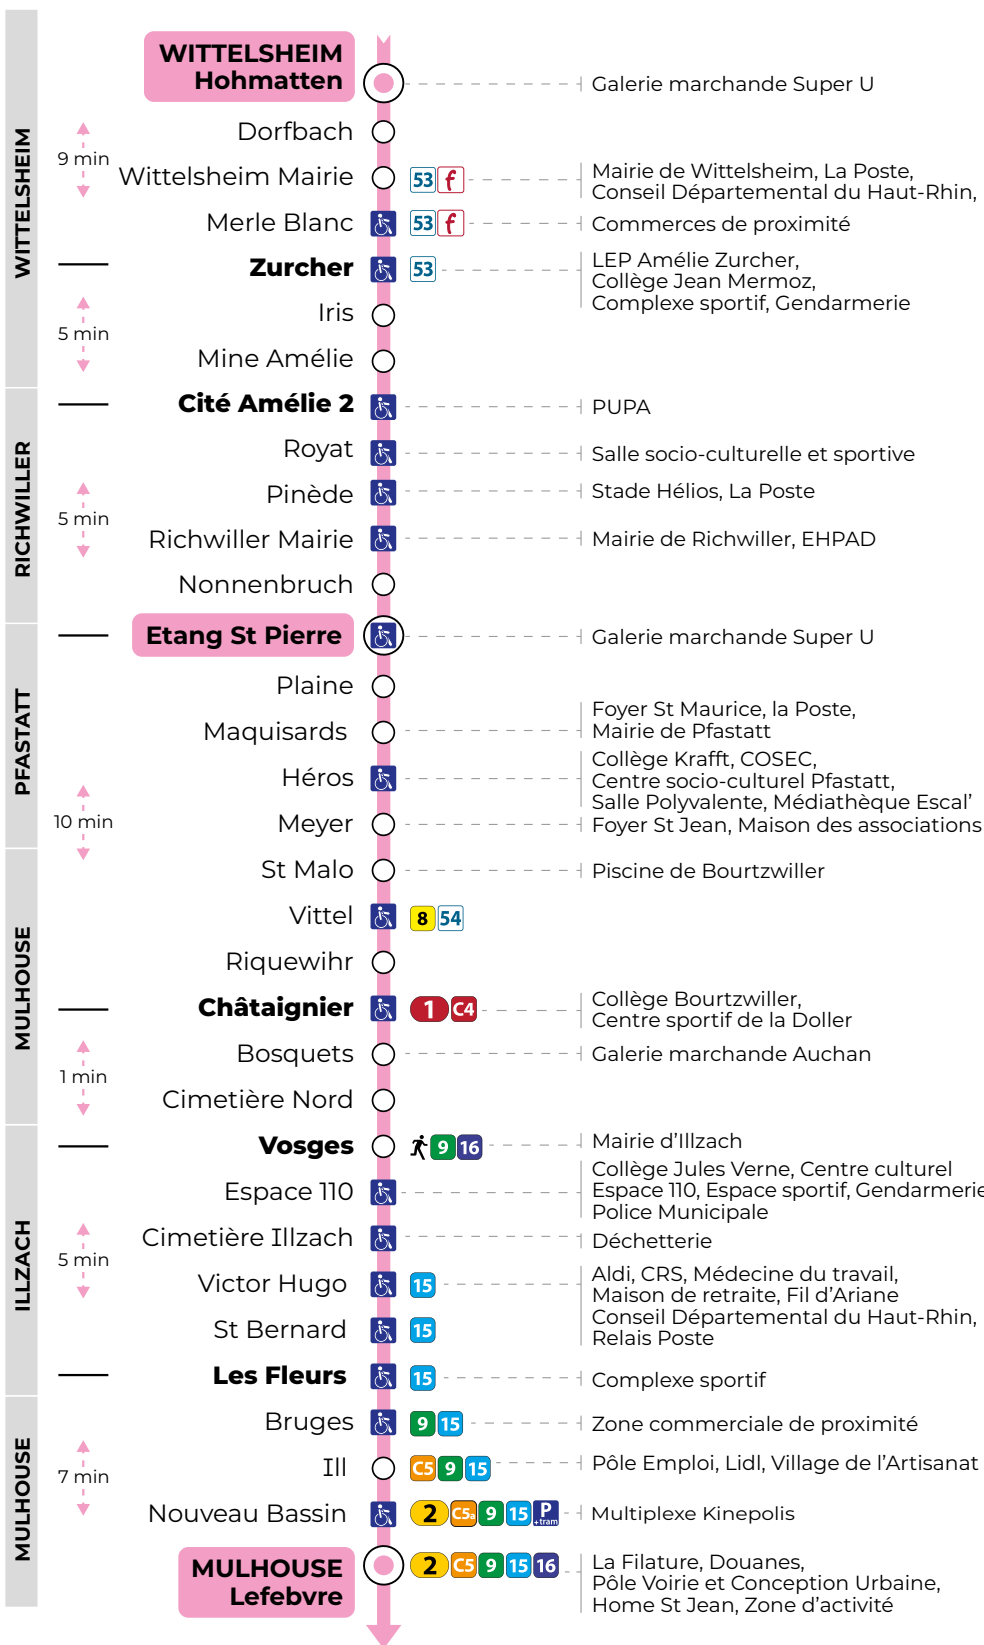 WITTELSHEIM
WITTELSHEIM
Hohmatten
Galerie marchande Super U
Dorfbach
9 min
Wittelsheim Mairie
53 f
Mairie de Wittelsheim, La Poste,
Conseil Départemental du Haut-Rhin,
Merle Blanc
53 f
Commerces de proximité
Zurcher
53
LEP Amélie Zurcher,
Collège Jean Mermoz,
Complexe sportif, Gendarmerie
Iris
5 min
Mine Amélie
RICHWILLER
Cité Amélie 2
PUPA
Royat
Salle socio-culturelle et sportive
Pinède
Stade Hélios, La Poste
5 min
Richwiller Mairie
Mairie de Richwiller, EHPAD
Nonnenbruch
PFASTATT
Etang St Pierre
Galerie marchande Super U
Plaine
Maquisards
Foyer St Maurice, la Poste,
Mairie de Pfastatt
Héros
Collège Krafft, COSEC,
Centre socio-culturel Pfastatt,
Salle Polyvalente, Médiathèque Escal’
10 min
Meyer
Foyer St Jean, Maison des associations
MULHOUSE
St Malo
Piscine de Bourtzwiller
Vittel
8 54
Riquewihr
Châtaignier
1 C4
Collège Bourtzwiller,
Centre sportif de la Doller
Bosquets
Galerie marchande Auchan
1 min
Cimetière Nord
ILLZACH
Vosges
9 16
Mairie d’Illzach
Espace 110
Collège Jules Verne, Centre culturel
Espace 110, Espace sportif, Gendarmerie
Police Municipale
Cimetière Illzach
Déchetterie
5 min
Victor Hugo
15
Aldi, CRS, Médecine du travail,
Maison de retraite, Fil d’Ariane
Conseil Départemental du Haut-Rhin,
Relais Poste
St Bernard
15
Les Fleurs
15
Complexe sportif
MULHOUSE
Bruges
9 15
Zone commerciale de proximité
Ill
C5 9 15
Pôle Emploi, Lidl, Village de l’Artisanat
7 min
Nouveau Bassin
2 C5a 9 15 P +tram
Multiplexe Kinepolis
MULHOUSE
Lefebvre
2 C5 9 15 16
La Filature, Douanes,
Pôle Voirie et Conception Urbaine,
Home St Jean, Zone d’activité